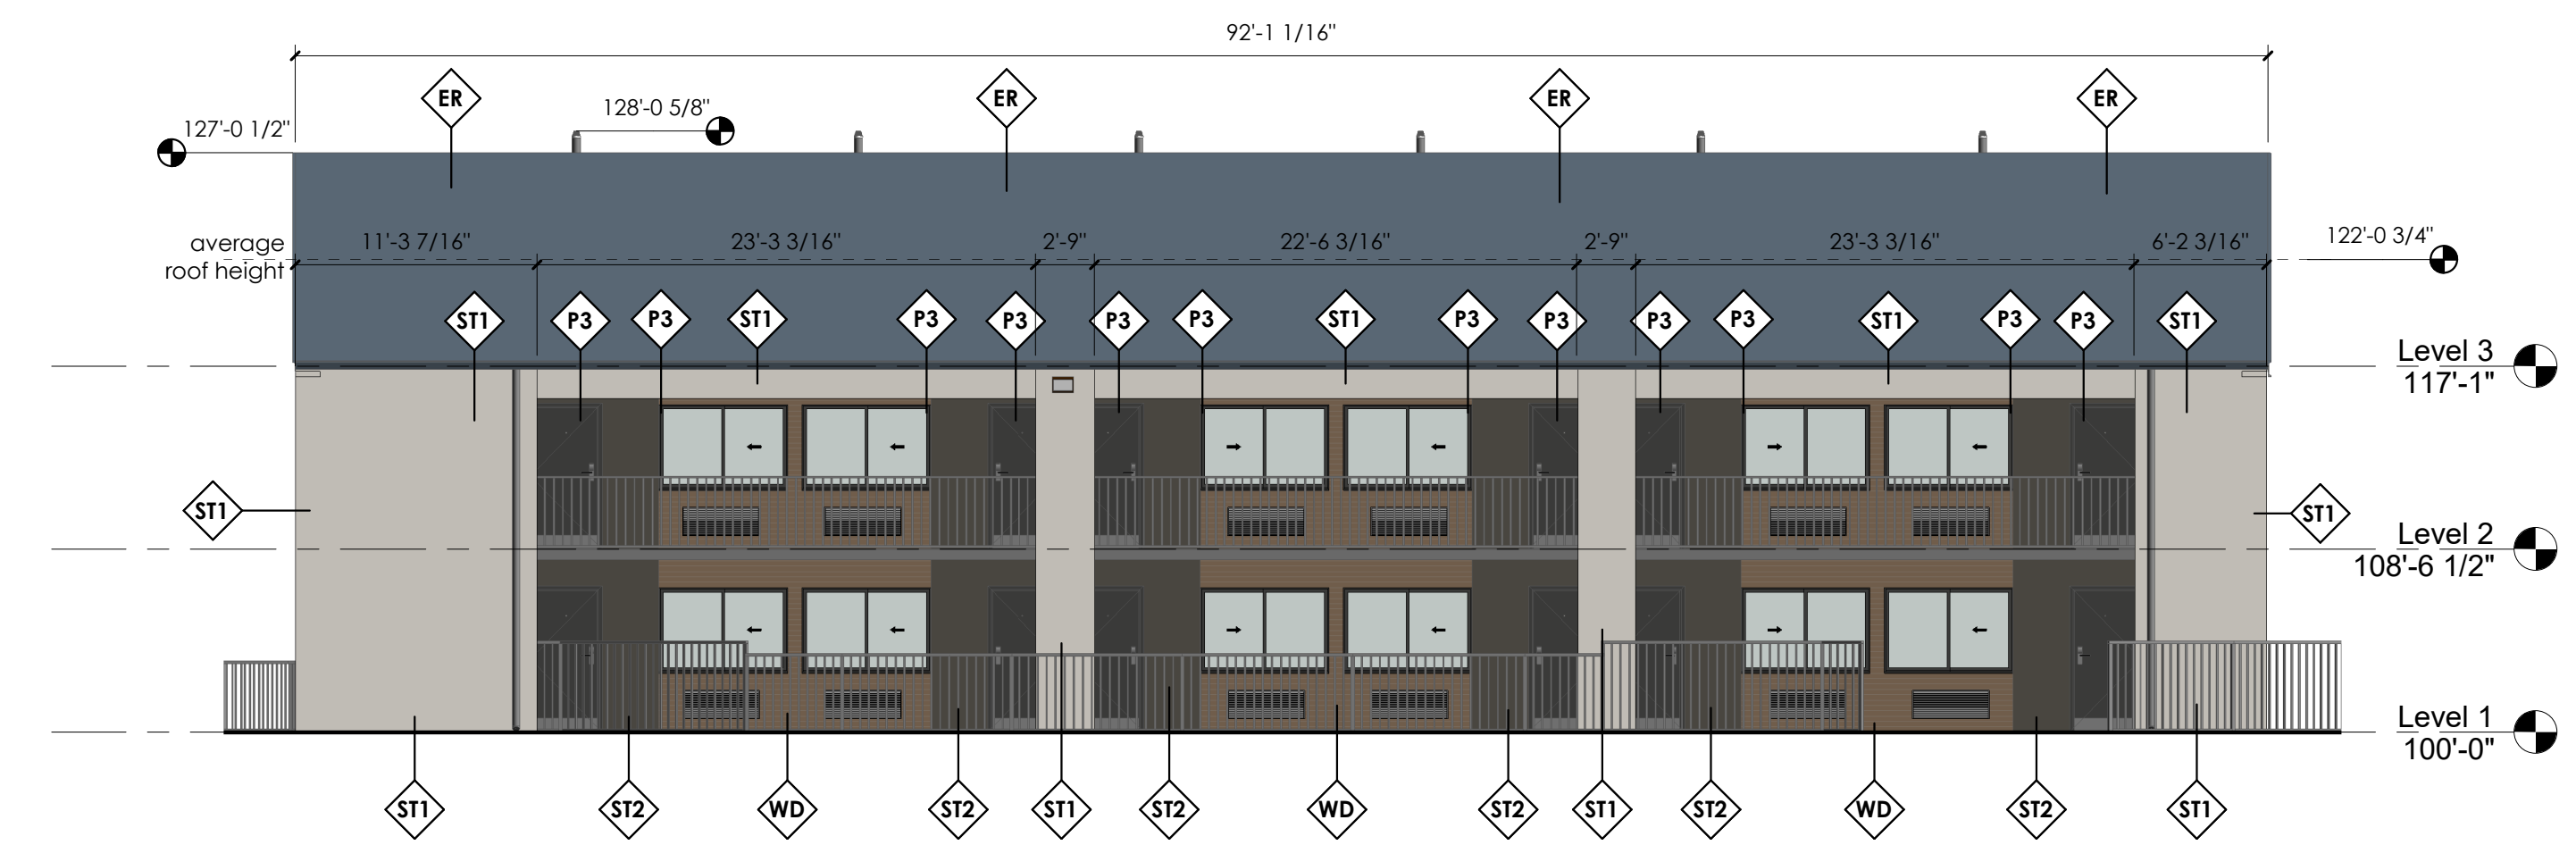 92'-1 1/16"
ER
ER
ER
ER
128'-0 5/8"
127'-0 1/2"
average
roof height
11'-3 7/16"
23'-3 3/16"
2'-9"
22'-6 3/16"
2'-9"
23'-3 3/16"
6'-2 3/16"
122'-0 3/4"
ST1
P3
P3
ST1
P3
P3
P3
P3
ST1
P3
P3
P3
P3
ST1
P3
P3
ST1
Level 3
117'-1"
ST1
ST1
Level 2
108'-6 1/2"
Level 1
100'-0"
ST1
ST2
WD
ST2
ST1
ST2
WD
ST2
ST1
ST2
WD
ST2
ST1